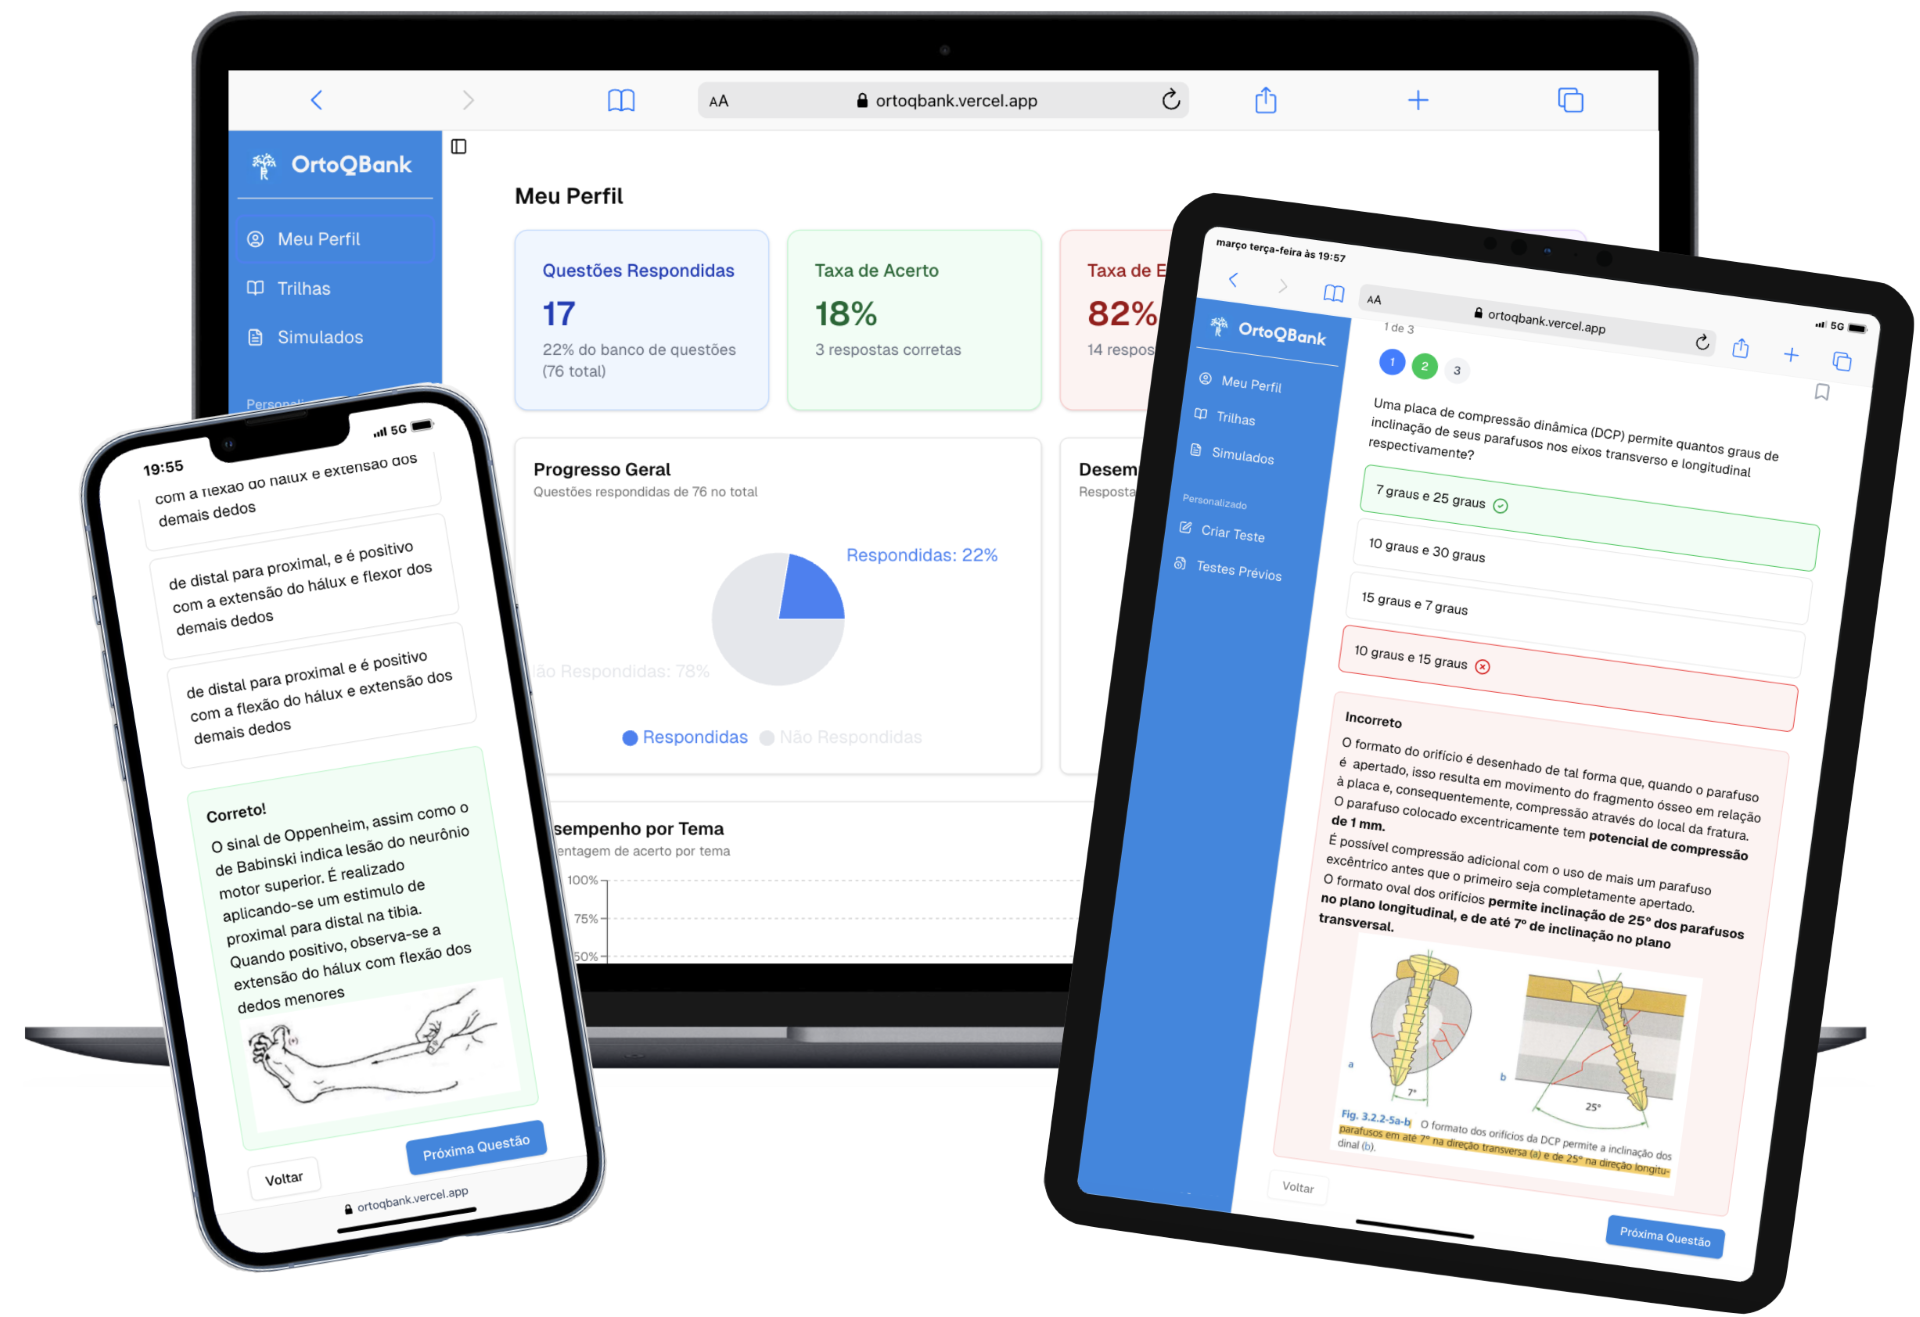 AA
ortoqbank.vercel.app
OrtoQBank
Meu Perfil
Trilhas
Simulados
Meu Perfil
Questões Respondidas
17
22% do banco de questões
(76 total)
Taxa de Acerto
18%
3 respostas corretas
Taxa de E
82%
14 respos
Progresso Geral
Questões respondidas de 76 no total
Respondidas: 22%
ão Respondidas: 78%
Respondidas
Não Respondidas
Desem
Resposta
sempenho por Tema
entagem de acerto por tema
100%
75%
50%
19:55
5G
com a flexão do hálux e extensão dos
demais dedos
de distal para proximal, e é positivo
com a extensão do hálux e flexor dos
demais dedos
de distal para proximal e é positivo
com a flexão do hálux e extensão dos
demais dedos
Correto!
O sinal de Oppenheim, assim como o
de Babinski indica lesão do neurônio
motor superior. É realizado
aplicando-se um estimulo de
proximal para distal na tibia.
Quando positivo, observa-se a
extensão do hálux com flexão dos
dedos menores
Voltar
Próxima Questão
ortoqbank.vercel.app
março terça-feira às 19:57
5G
AA
ortoqbank.vercel.app
OrtoQBank
Meu Perfil
Trilhas
Simulados
Personalizado
Criar Teste
Testes Prévios
1 de 3
1 2 3
Uma placa de compressão dinâmica (DCP) permite quantos graus de
inclinação de seus parafusos nos eixos transverso e longitudinal
respectivamente?
7 graus e 25 graus
10 graus e 30 graus
15 graus e 7 graus
10 graus e 15 graus
Incorreto
O formato do orifício é desenhado de tal forma que, quando o parafuso
é apertado, isso resulta em movimento do fragmento ósseo em relação
à placa e, consequentemente, compressão através do local da fratura.
O parafuso colocado excentricamente tem potencial de compressão
de 1 mm.
É possível compressão adicional com o uso de mais um parafuso
excêntrico antes que o primeiro seja completamente apertado.
O formato oval dos orifícios permite inclinação de 25º dos parafusos
no plano longitudinal, e de até 7º de inclinação no plano
transversal.
a
7°
b
25°
Fig. 3.2.2-5a-b O formato dos orifícios da DCP permite a inclinação dos
parafusos em até 7° na direção transversa (a) e de 25° na direção longitu-
dinal (b).
Voltar
Próxima Questão